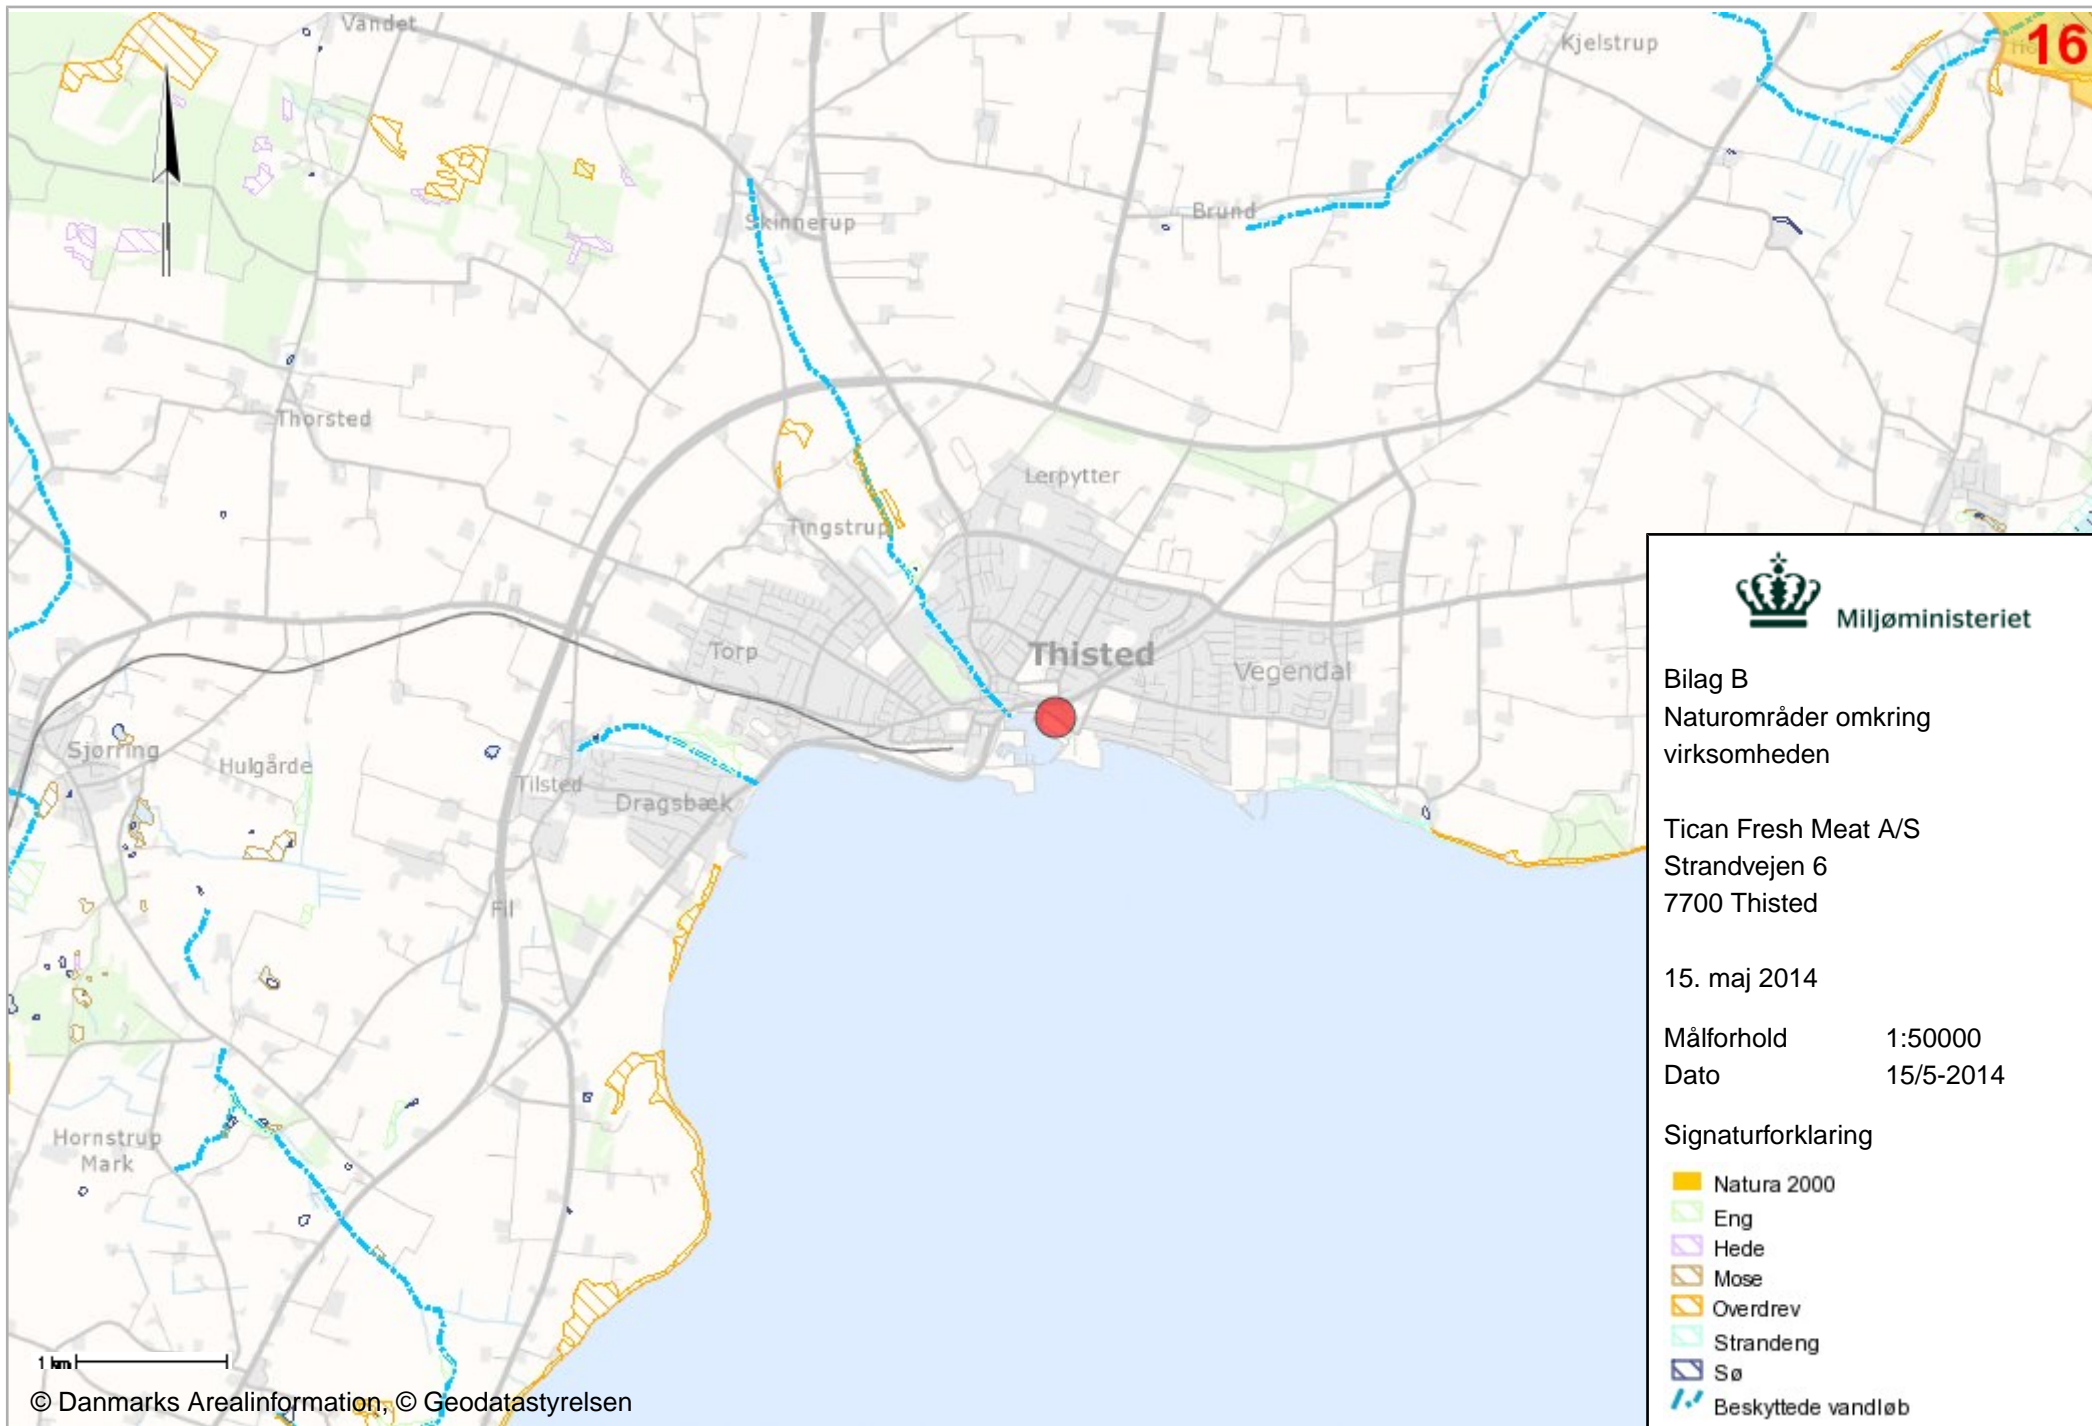 Vandet
Kjelstrup
16
Skinnerup
Brund
Thorsted
Lerpytter
Tingstrup
Torp
Thisted
Vegendal
Sjørring
Hulgårde
Tilsted
Dragsbæk
Fil
Hornstrup
Mark
1 km
© Danmarks Arealinformation, © Geodatastyrelsen
Miljøministeriet
Bilag B
Naturområder omkring
virksomheden
Tican Fresh Meat A/S
Strandvejen 6
7700 Thisted
15. maj 2014
Målforhold 1:50000
Dato 15/5-2014
Signaturforklaring
Natura 2000
Eng
Hede
Mose
Overdrev
Strandeng
Sø
Beskyttede vandløb